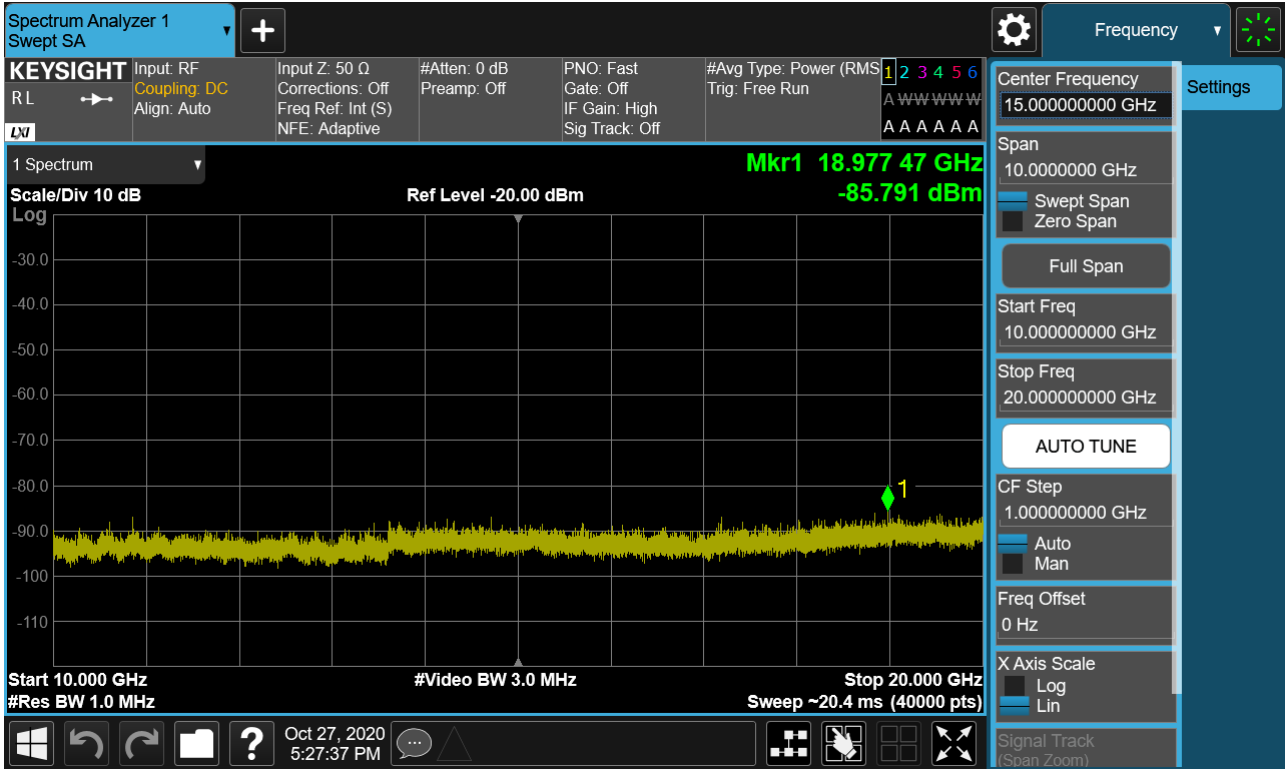 Spectrum Analyzer 1
Swept SA
Frequency
KEYSIGHT
R L
LXI
Input: RF
Coupling: DC
Align: Auto
Input Z: 50 Ω
Corrections: Off
Freq Ref: Int (S)
NFE: Adaptive
#Atten: 0 dB
Preamp: Off
PNO: Fast
Gate: Off
IF Gain: High
Sig Track: Off
#Avg Type: Power (RMS
Trig: Free Run
1 2 3 4 5 6
A W W W W W
A A A A A A
1 Spectrum
Mkr1 18.977 47 GHz
Scale/Div 10 dB
Ref Level -20.00 dBm
-85.791 dBm
Log
-30.0
-40.0
-50.0
-60.0
-70.0
-80.0
-90.0
-100
-110
1
Start 10.000 GHz
#Video BW 3.0 MHz
Stop 20.000 GHz
#Res BW 1.0 MHz
Sweep ~20.4 ms (40000 pts)
Center Frequency
15.000000000 GHz
Settings
Span
10.0000000 GHz
Swept Span
Zero Span
Full Span
Start Freq
10.000000000 GHz
Stop Freq
20.000000000 GHz
AUTO TUNE
CF Step
1.000000000 GHz
Auto
Man
Freq Offset
0 Hz
X Axis Scale
Log
Lin
Signal Track
(Span Zoom)
?
Oct 27, 2020
5:27:37 PM